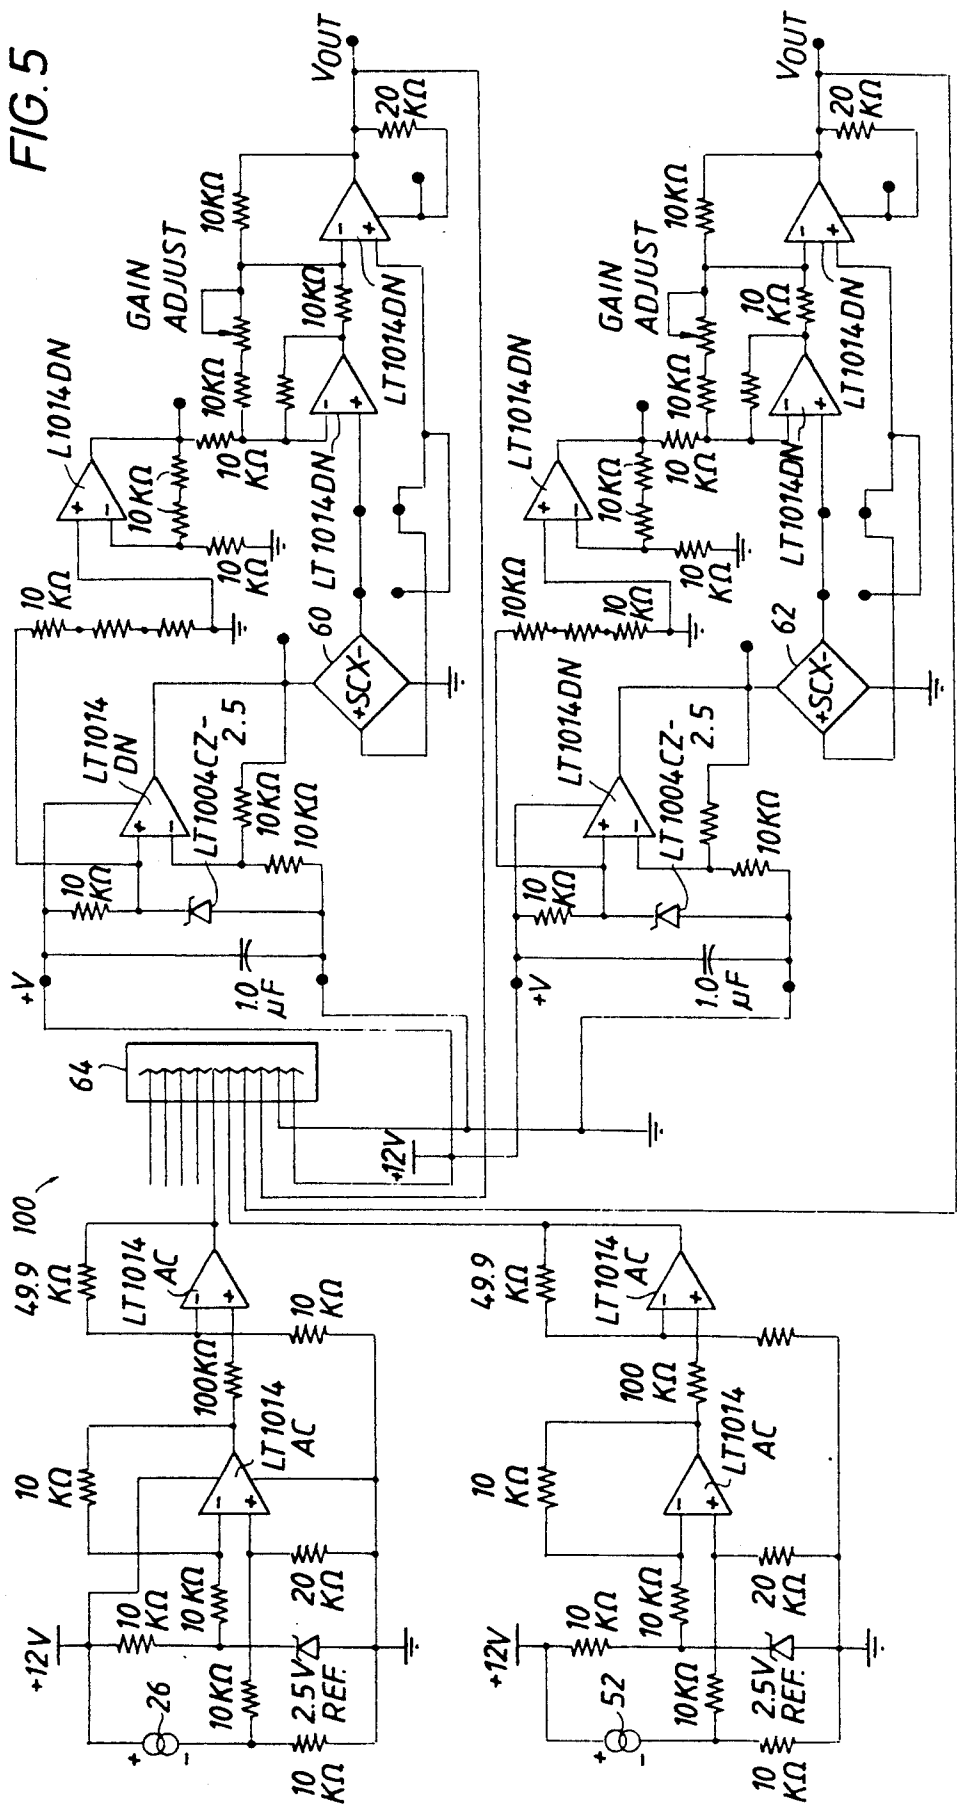 FIG. 5
100
+12V
26
+
-
10
KΩ
10 KΩ
10KΩ
10
KΩ
2.5V
REF.
20
KΩ
10
KΩ
-
+
LT1014
AC
100KΩ
49.9
KΩ
-
+
LT1014
AC
10
KΩ
64
+12V
+V
1.0
μF
10
KΩ
+
-
LT1014
DN
LT1004CZ-
2.5
10KΩ
10KΩ
10
KΩ
60
+SCX-
10
KΩ
10KΩ
+
-
L1014DN
10
KΩ
10KΩ
LT1014DN
-
+
GAIN
ADJUST
10KΩ
10KΩ
LT1014DN
-
+
20
KΩ
VOUT
+12V
52
+
-
10
KΩ
10 KΩ
10KΩ
10
KΩ
2.5V
REF.
20
KΩ
10
KΩ
-
+
LT1014
AC
100
KΩ
49.9
KΩ
-
+
LT1014
AC
+V
1.0
μF
10
KΩ
+
-
LT1014DN
LT1004CZ-
2.5
10KΩ
10KΩ
10
KΩ
62
+SCX-
10
KΩ
10KΩ
+
-
LT1014DN
10
KΩ
10KΩ
LT1014DN
-
+
GAIN
ADJUST
10
KΩ
10KΩ
LT1014DN
-
+
20
KΩ
VOUT